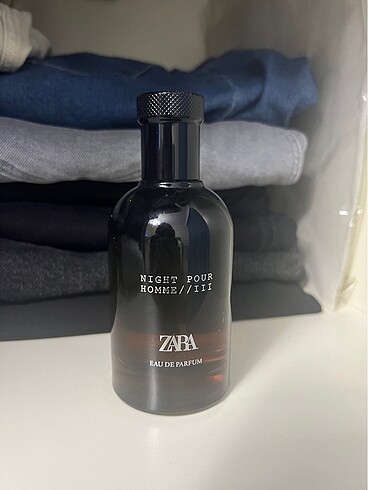 NIGHT POUR
HOMME//III
ZARA
EAU DE PARFUM